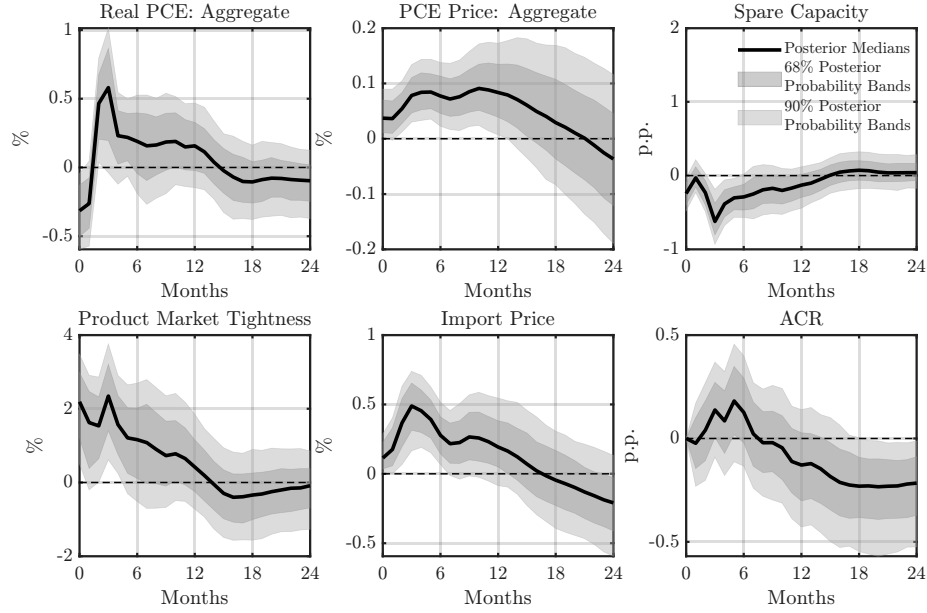 Real PCE: Aggregate
1
0.5
0
-0.5
%
0 6 12 18 24
Months
PCE Price: Aggregate
0.2
0.1
0
-0.1
-0.2
%
0 6 12 18 24
Months
Spare Capacity
2
1
0
-1
p.p.
Posterior Medians
68% Posterior
Probability Bands
90% Posterior
Probability Bands
0 6 12 18 24
Months
Product Market Tightness
4
2
0
-2
%
0 6 12 18 24
Months
Import Price
1
0.5
0
-0.5
%
0 6 12 18 24
Months
ACR
0.5
0
-0.5
p.p.
0 6 12 18 24
Months